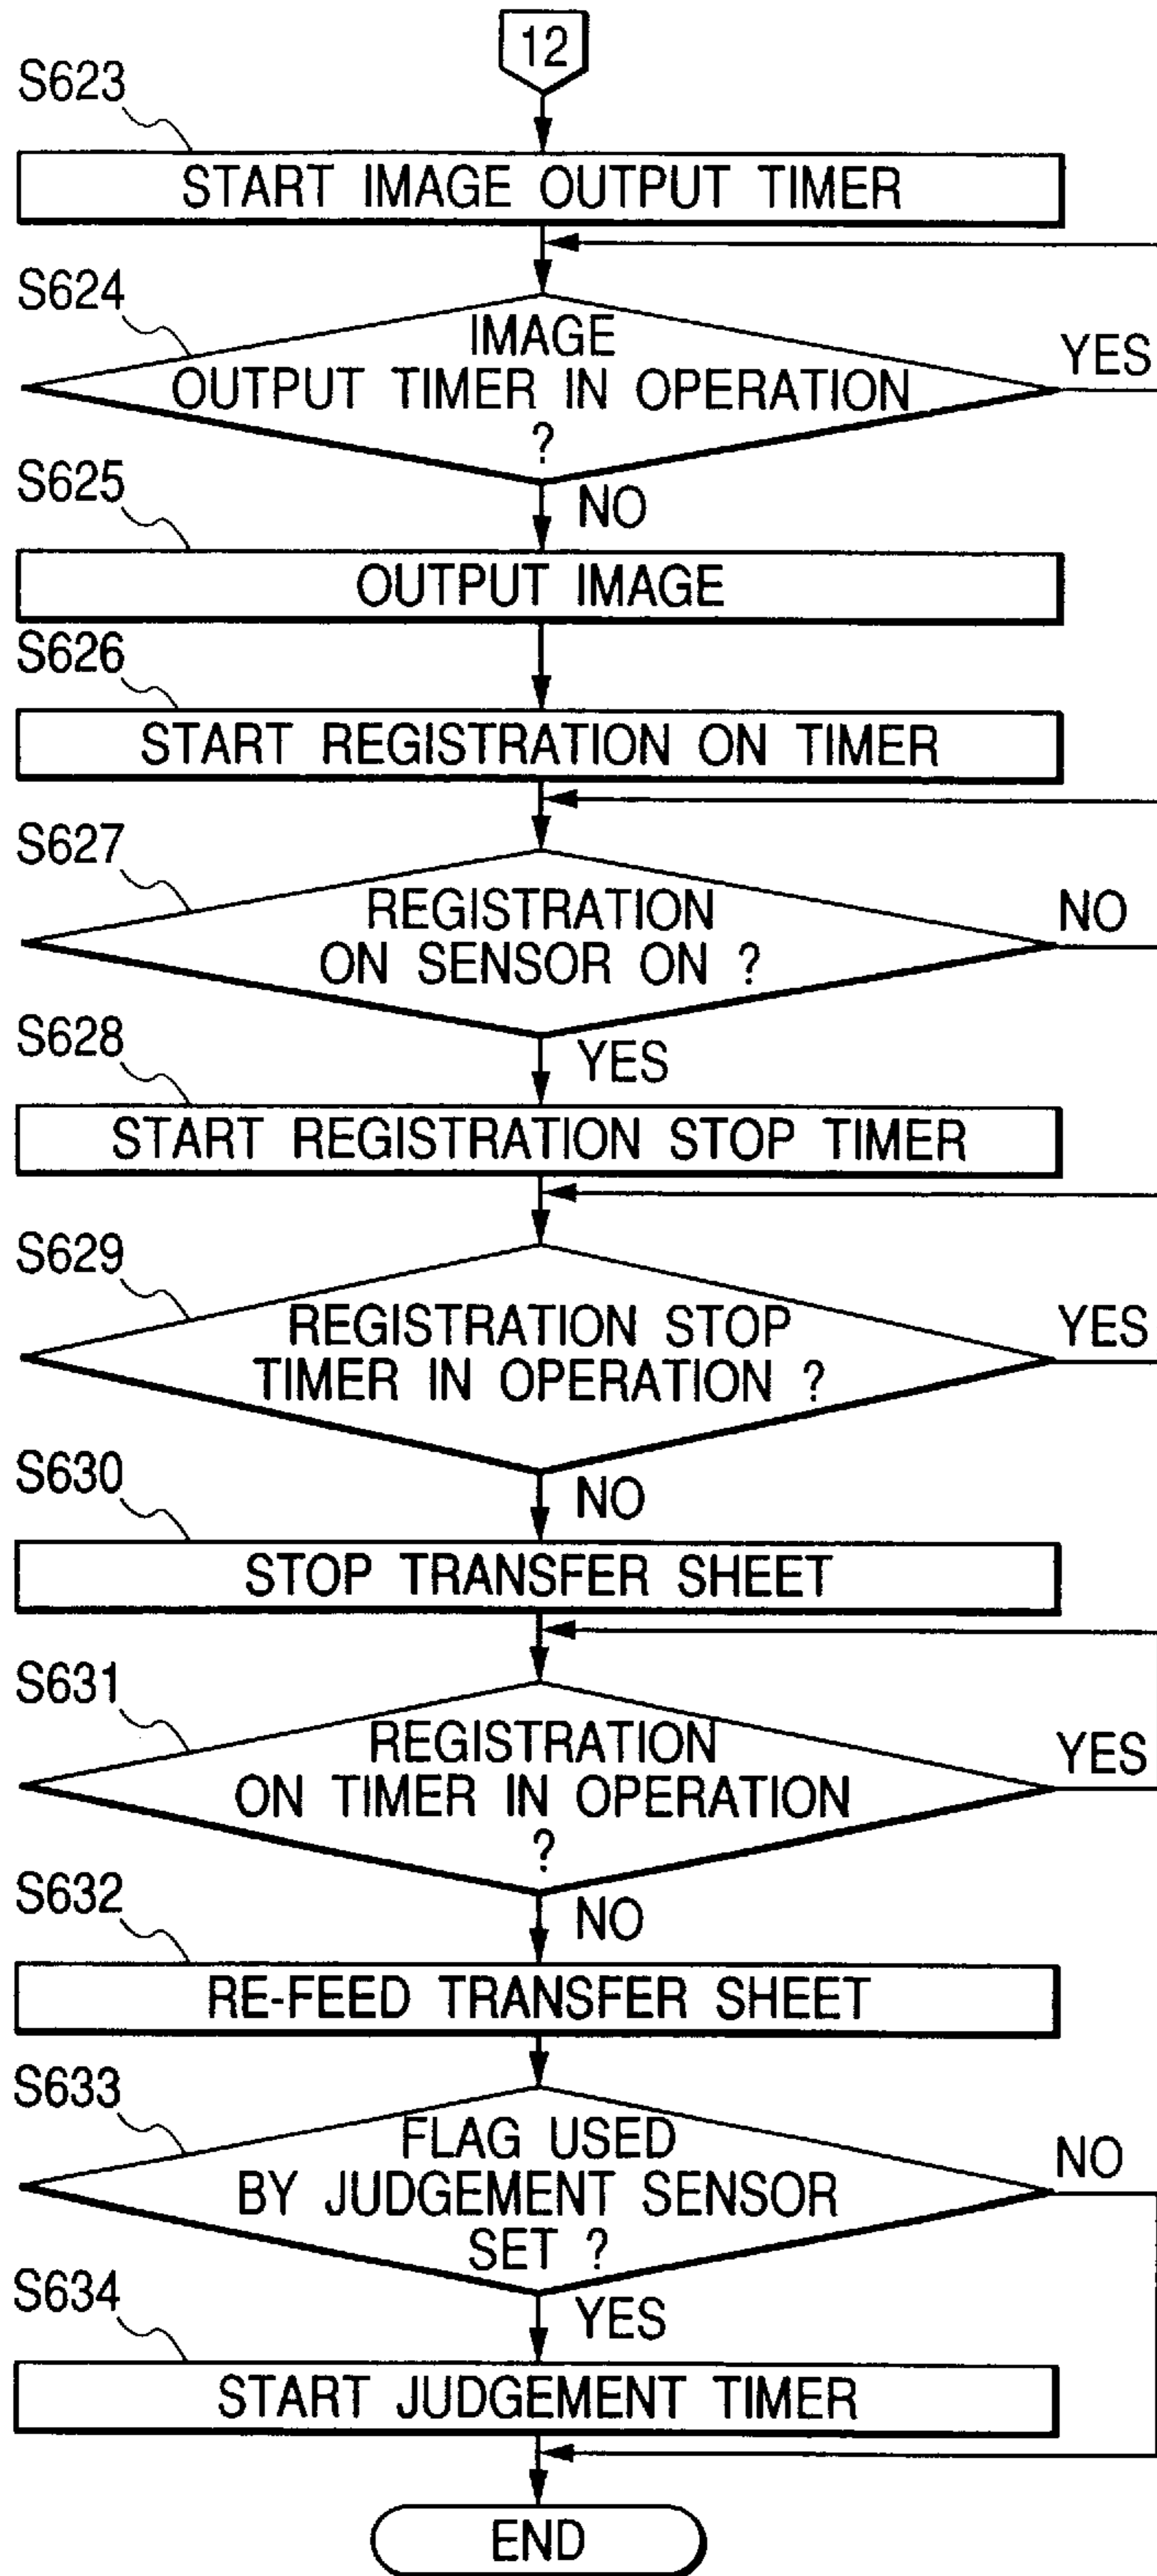 12
S623
START IMAGE OUTPUT TIMER
S624
IMAGE
OUTPUT TIMER IN OPERATION
?
YES
NO
S625
OUTPUT IMAGE
S626
START REGISTRATION ON TIMER
S627
REGISTRATION
ON SENSOR ON ?
NO
YES
S628
START REGISTRATION STOP TIMER
S629
REGISTRATION STOP
TIMER IN OPERATION ?
YES
NO
S630
STOP TRANSFER SHEET
S631
REGISTRATION
ON TIMER IN OPERATION
?
YES
NO
S632
RE-FEED TRANSFER SHEET
S633
FLAG USED
BY JUDGEMENT SENSOR
SET ?
NO
YES
S634
START JUDGEMENT TIMER
END